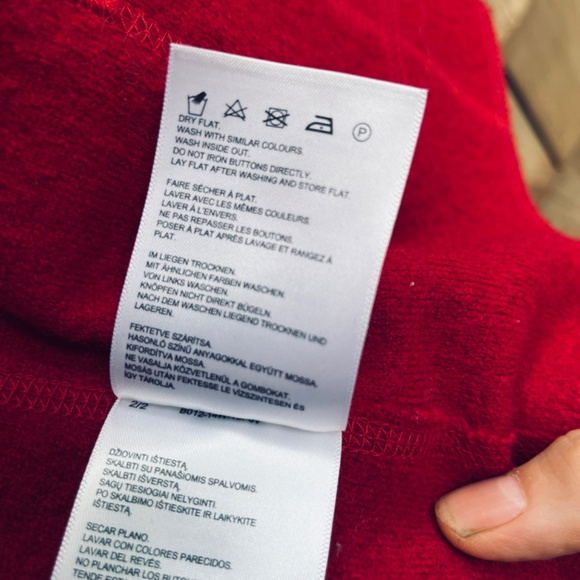 P
DRY FLAT.
WASH WITH SIMILAR COLOURS.
WASH INSIDE OUT.
DO NOT IRON BUTTONS DIRECTLY.
LAY FLAT AFTER WASHING AND STORE FLAT.
FAIRE SÉCHER À PLAT.
LAVER AVEC LES MÊMES COULEURS.
LAVER À L'ENVERS.
NE PAS REPASSER LES BOUTONS.
POSER À PLAT APRÈS LAVAGE ET RANGEZ À
PLAT.
IM LIEGEN TROCKNEN.
MIT ÄHNLICHEN FARBEN WASCHEN.
VON LINKS WASCHEN.
KNÖPFEN NICHT DIREKT BÜGELN.
NACH DEM WASCHEN LIEGEND TROCKNEN UND
LAGEREN.
FEKTETVE SZÁRÍTSA.
HASONLÓ SZÍNŰ ANYAGOKKAL EGYÜTT MOSSA.
KIFORDÍTVA MOSSA.
NE VASALJA KÖZVETLENÜL A GOMBOKAT.
MOSÁS UTÁN FEKTESSE LE VÍZSZINTESEN ÉS
ÍGY TÁROLJA.
2/2
DŽIOVINTI IŠTIESTĄ.
SKALBTI SU PANAŠIOMIS SPALVOMIS.
SKALBTI IŠVERSTĄ.
SAGŲ TIESIOGIAI NELYGINTI.
PO SKALBIMO IŠTIESKITE IR LAIKYKITE
IŠTIESTĄ.
SECAR PLANO.
LAVAR CON COLORES PARECIDOS.
LAVAR DEL REVÉS.
NO PLANCHAR LOS